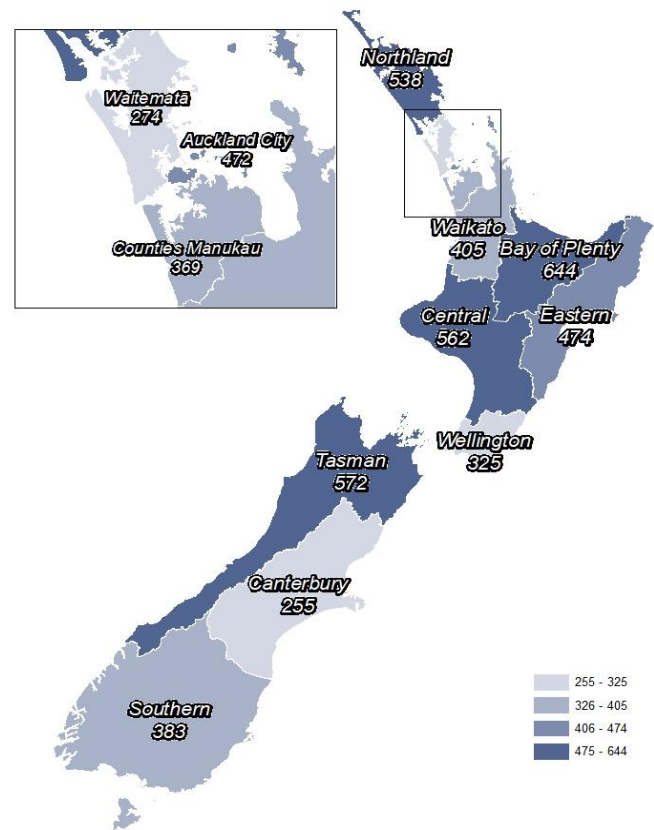 Northland
538
Waitematā
274
Auckland City
472
Counties Manukau
369
Waikato
405
Bay of Plenty
644
Central
562
Eastern
474
Wellington
325
Tasman
572
Canterbury
255
Southern
383
255 - 325
326 - 405
406 - 474
475 - 644